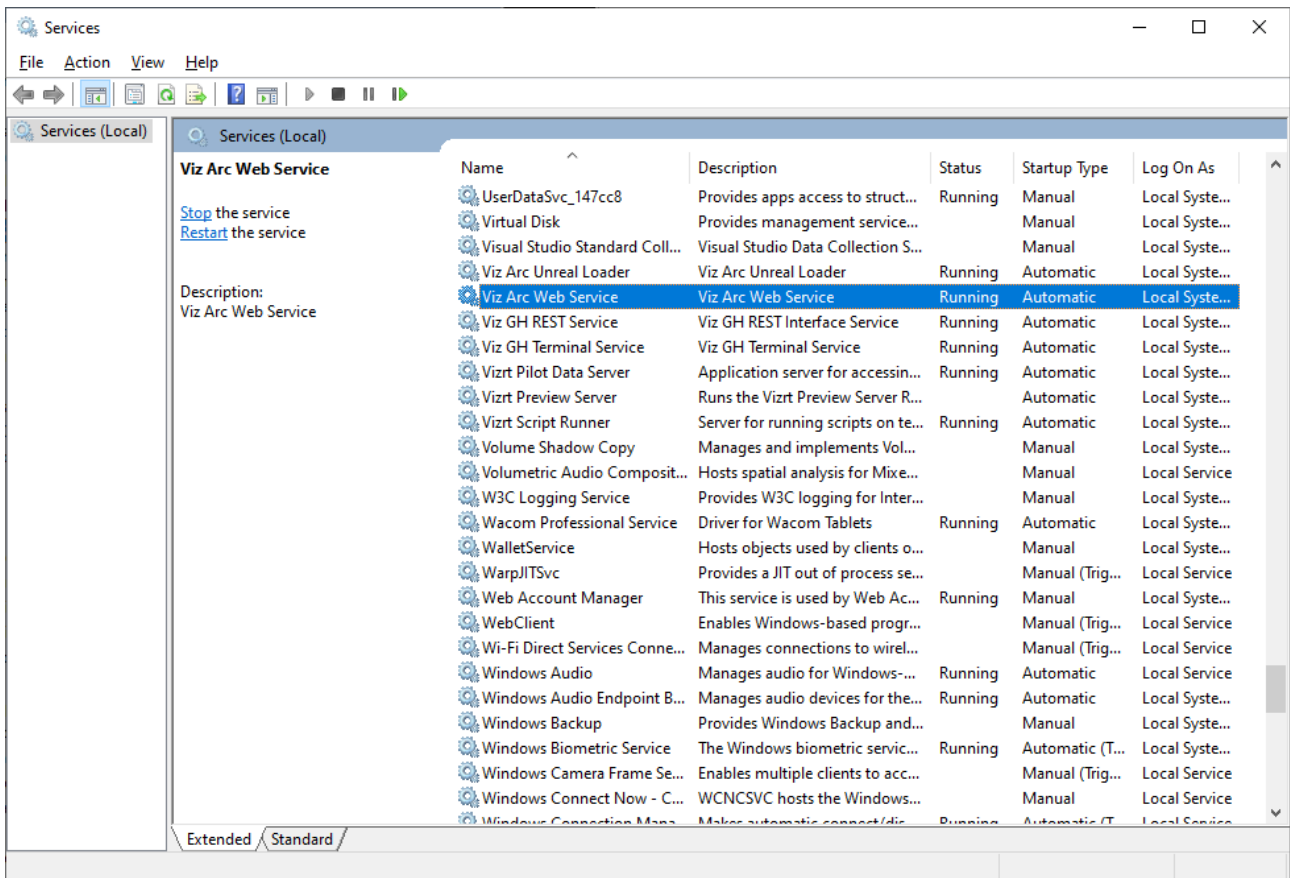 Services
File Action View Help
Services (Local)
Services (Local)
Viz Arc Web Service
Stop the service
Restart the service
Description:
Viz Arc Web Service
Name Description Status Startup Type Log On As
UserDataSvc_147cc8 Provides apps access to struct... Running Manual Local Syste...
Virtual Disk Provides management service... Manual Local Syste...
Visual Studio Standard Coll... Visual Studio Data Collection S... Manual Local Syste...
Viz Arc Unreal Loader Viz Arc Unreal Loader Running Automatic Local Syste...
Viz Arc Web Service Viz Arc Web Service Running Automatic Local Syste...
Viz GH REST Service Viz GH REST Interface Service Running Automatic Local Syste...
Viz GH Terminal Service Viz GH Terminal Service Running Automatic Local Syste...
Vizrt Pilot Data Server Application server for accessin... Running Automatic Local Syste...
Vizrt Preview Server Runs the Vizrt Preview Server R... Automatic Local Syste...
Vizrt Script Runner Server for running scripts on te... Running Automatic Local Syste...
Volume Shadow Copy Manages and implements Vol... Manual Local Syste...
Volumetric Audio Composit... Hosts spatial analysis for Mixe... Manual Local Service
W3C Logging Service Provides W3C logging for Inter... Manual Local Syste...
Wacom Professional Service Driver for Wacom Tablets Running Automatic Local Syste...
WalletService Hosts objects used by clients o... Manual Local Syste...
WarpJITSvc Provides a JIT out of process se... Manual (Trig... Local Service
Web Account Manager This service is used by Web Ac... Running Manual Local Syste...
WebClient Enables Windows-based progr... Manual (Trig... Local Service
Wi-Fi Direct Services Conne... Manages connections to wirel... Manual (Trig... Local Service
Windows Audio Manages audio for Windows-... Running Automatic Local Service
Windows Audio Endpoint B... Manages audio devices for the... Running Automatic Local Syste...
Windows Backup Provides Windows Backup and... Manual Local Syste...
Windows Biometric Service The Windows biometric servic... Running Automatic (T... Local Syste...
Windows Camera Frame Se... Enables multiple clients to acc... Manual (Trig... Local Service
Windows Connect Now - C... WCNCSVC hosts the Windows... Manual Local Service
Windows Connection Mana... Makes automatic connect/dis... Running Automatic (T... Local Service
Extended Standard